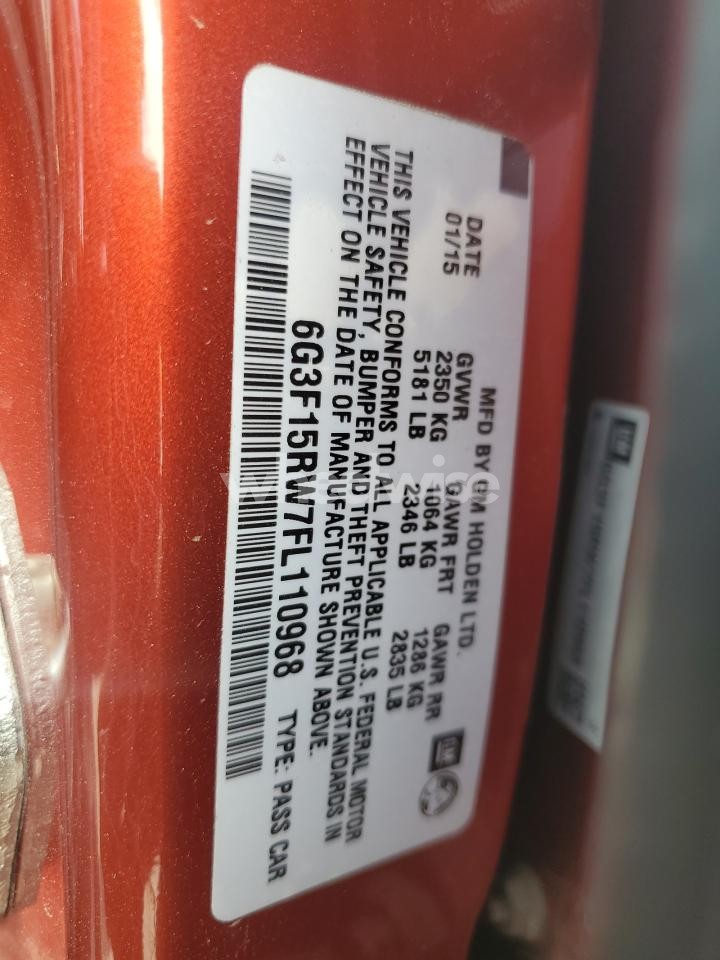 MFD BY GM HOLDEN LTD.
DATE GVWR GAWR FRT GAWR RR
01/15 2350 KG 1064 KG 1286 KG
5181 LB 2346 LB 2835 LB
THIS VEHICLE CONFORMS TO ALL APPLICABLE U.S. FEDERAL MOTOR
VEHICLE SAFETY, BUMPER AND THEFT PREVENTION STANDARDS IN
EFFECT ON THE DATE OF MANUFACTURE SHOWN ABOVE.
6G3F15RW7FL110968 TYPE: PASS CAR
GM
GM